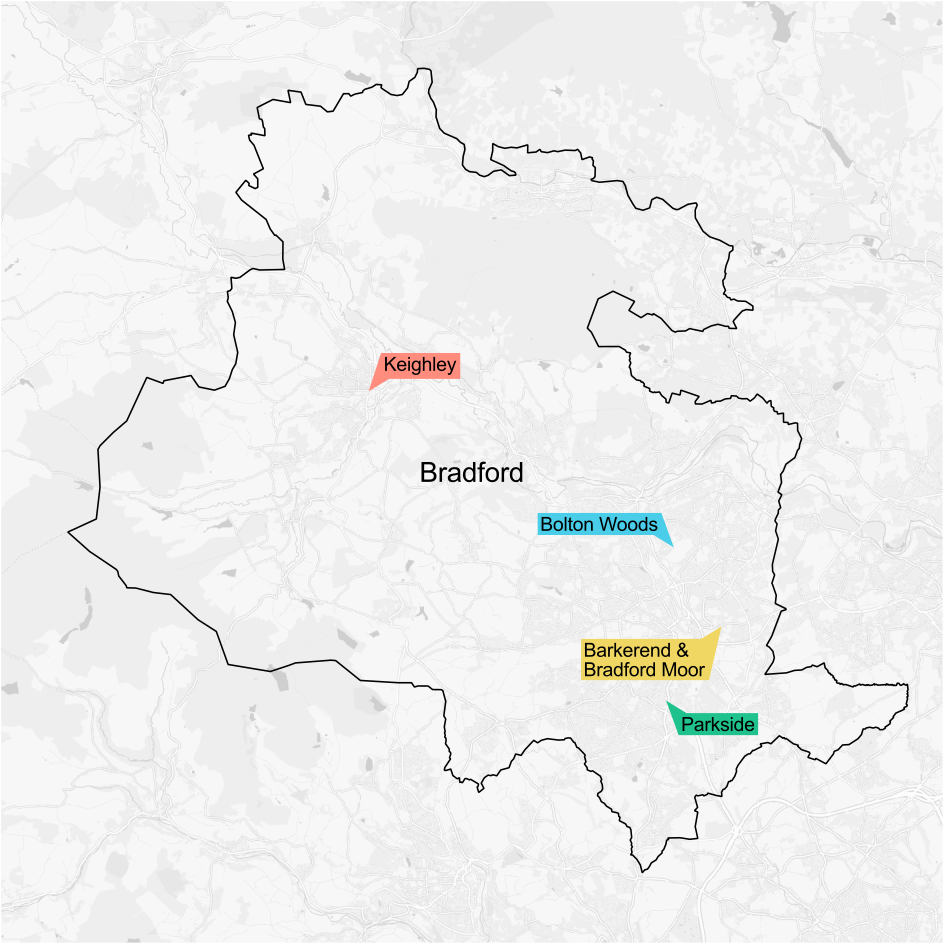 Keighley
Bradford
Bolton Woods
Barkerend &
Bradford Moor
Parkside